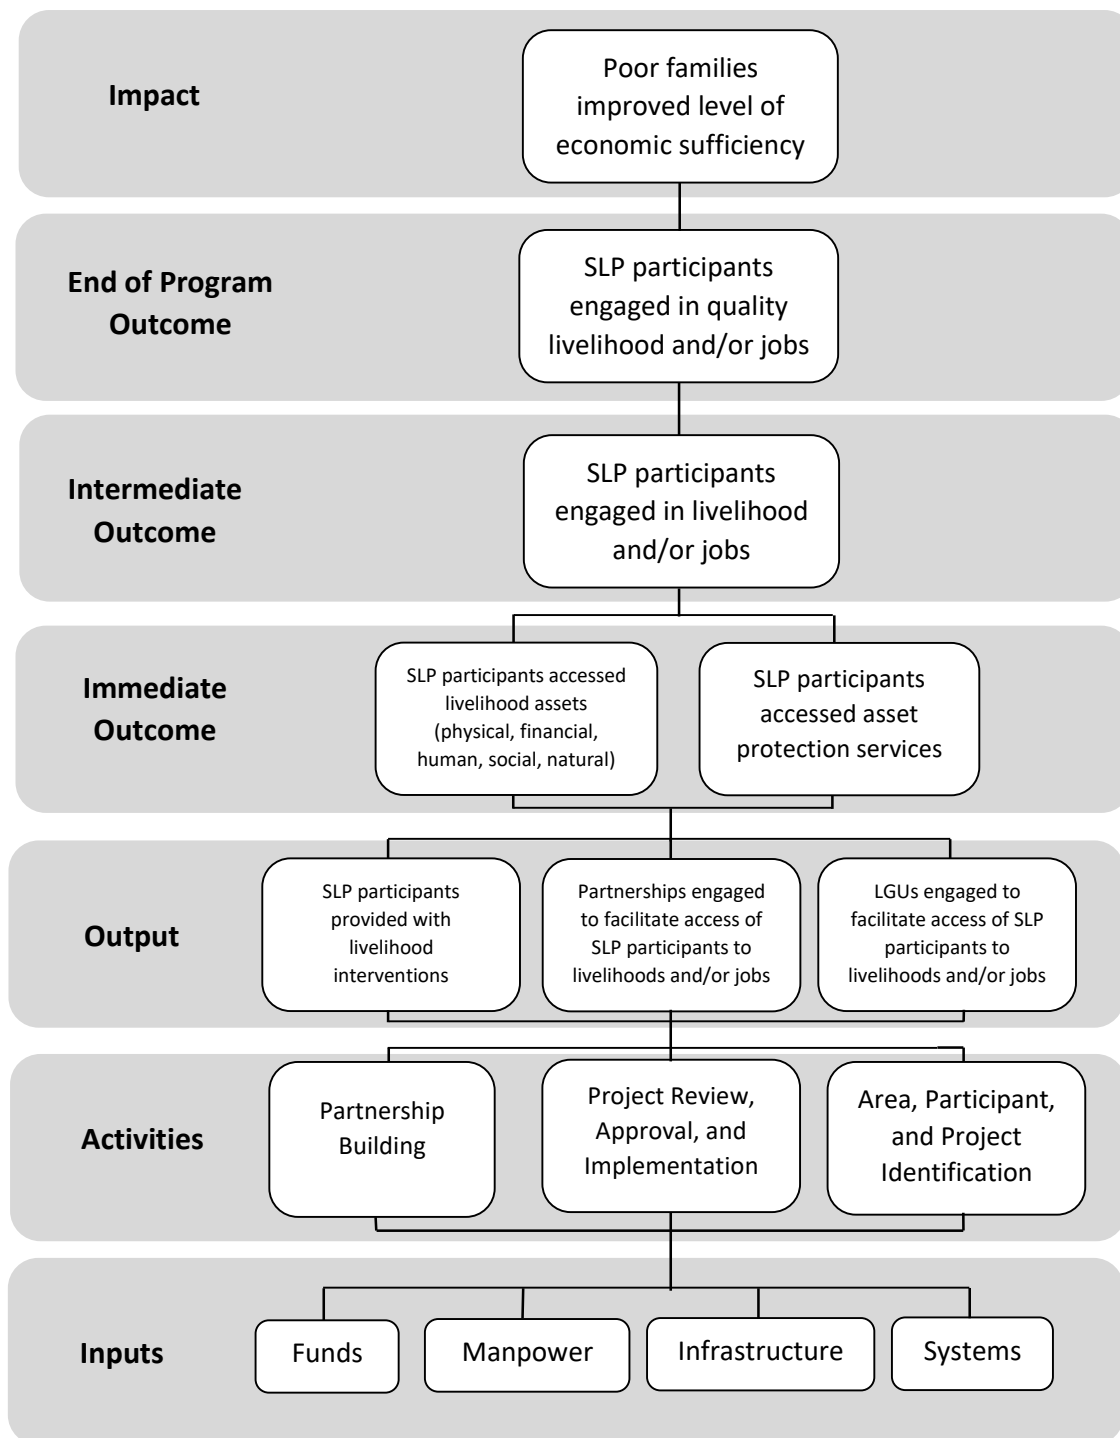 Impact
Poor families
improved level of
economic sufficiency
End of Program
Outcome
SLP participants
engaged in quality
livelihood and/or jobs
Intermediate
Outcome
SLP participants
engaged in livelihood
and/or jobs
Immediate
Outcome
SLP participants accessed
livelihood assets
(physical, financial,
human, social, natural)
SLP participants
accessed asset
protection services
Output
SLP participants
provided with
livelihood
interventions
Partnerships engaged
to facilitate access of
SLP participants to
livelihoods and/or jobs
LGUs engaged to
facilitate access of SLP
participants to
livelihoods and/or jobs
Activities
Partnership
Building
Project Review,
Approval, and
Implementation
Area, Participant,
and Project
Identification
Inputs
Funds
Manpower
Infrastructure
Systems